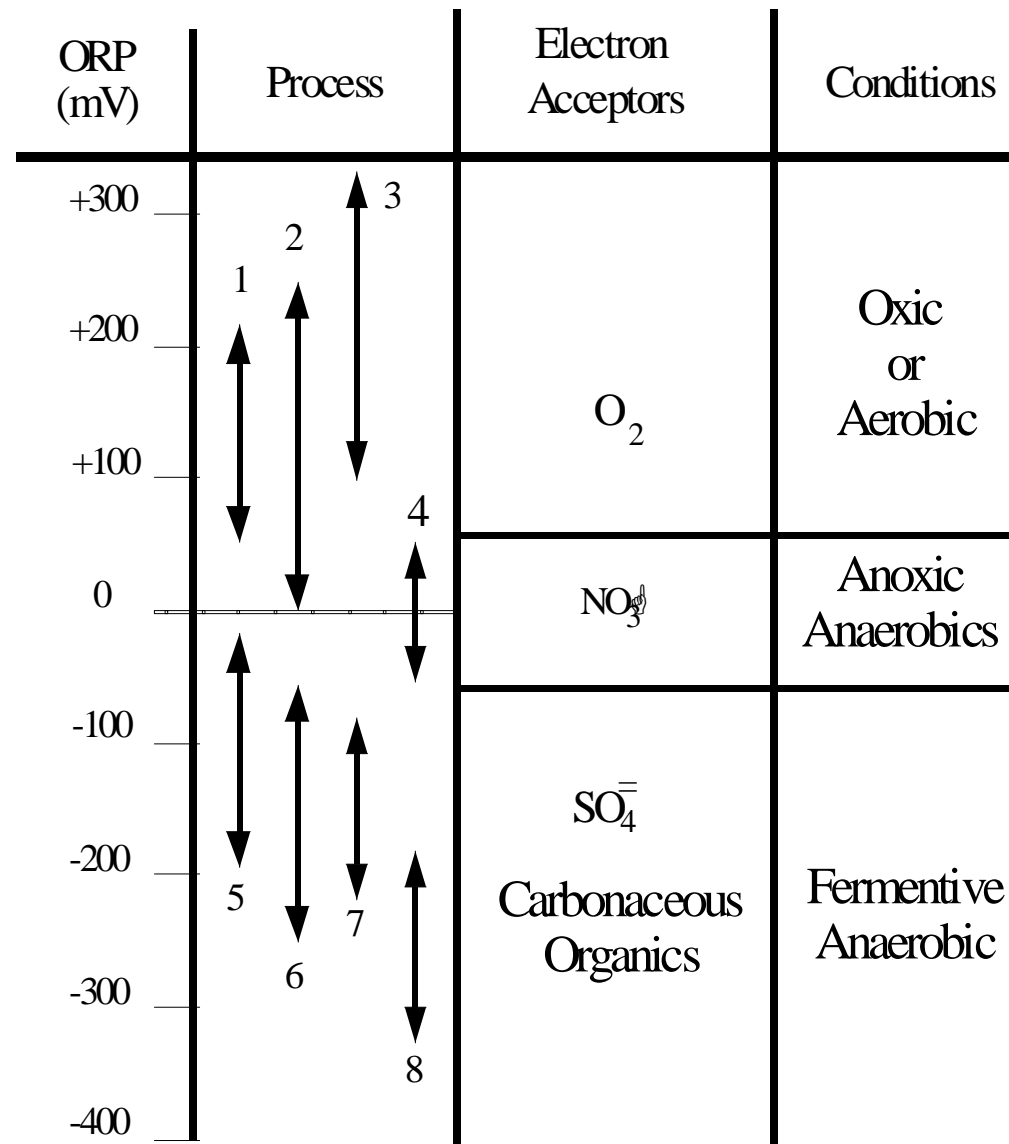 ORP
(mV)
Process
Electron
Acceptors
Conditions
+300
+200
+100
0
-100
-200
-300
-400
1
2
3
4
5
6
7
8
O2
NO3
SO4=
Carbonaceous
Organics
Oxic
or
Aerobic
Anoxic
Anaerobics
Fermentive
Anaerobic